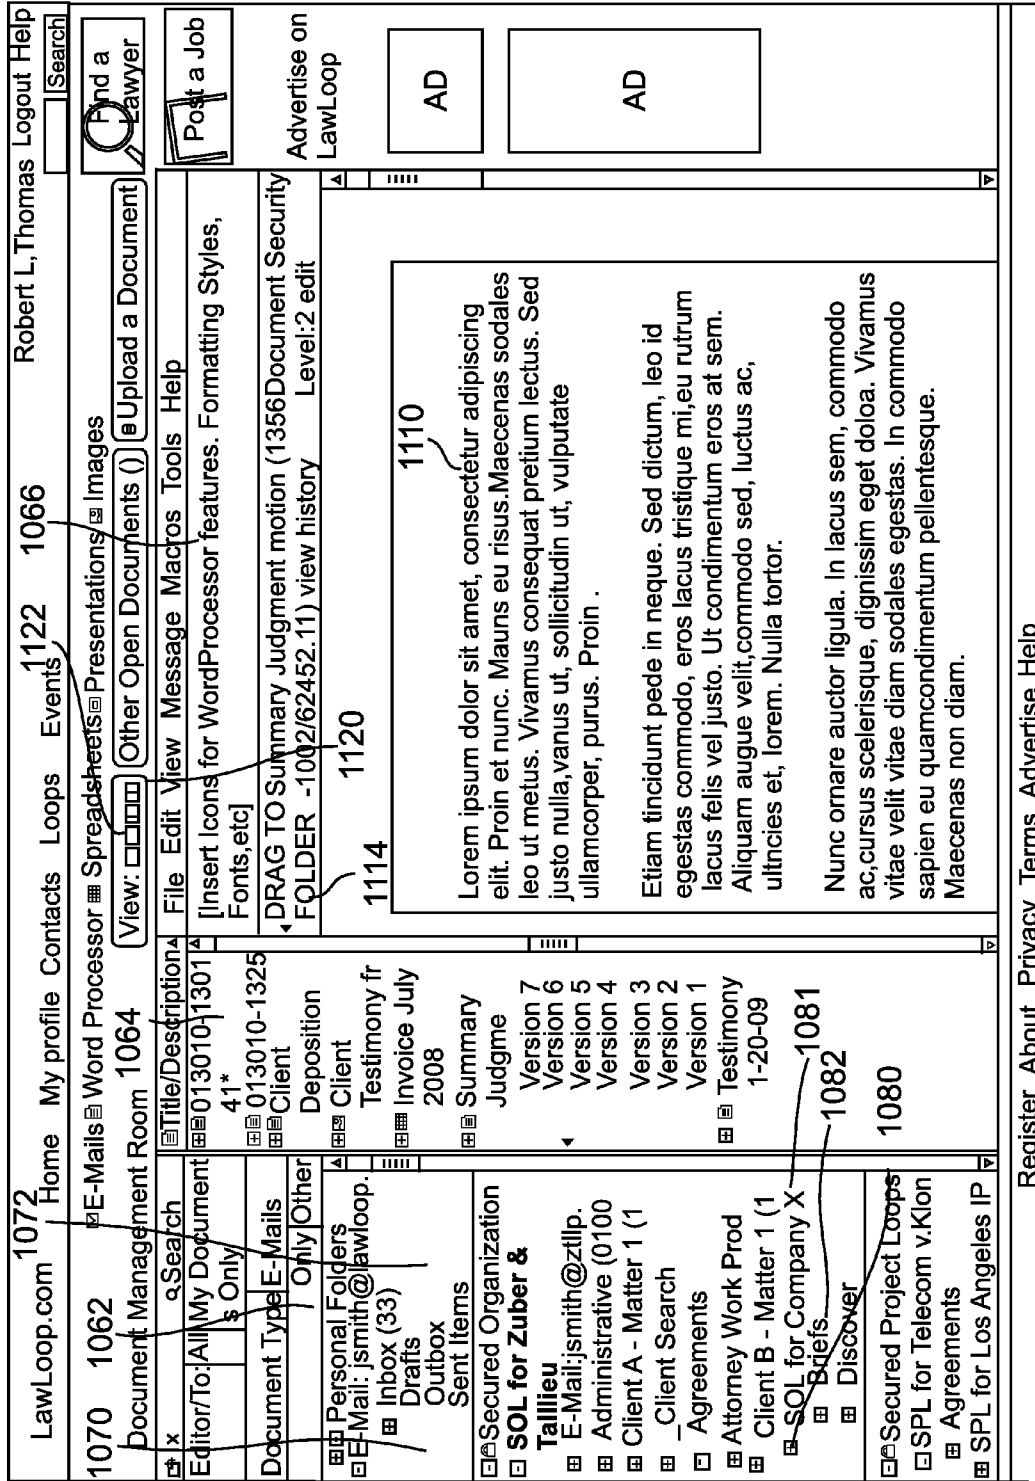 LawLoop.com
Robert L,Thomas Logout Help
1072
Home My profile Contacts Loops Events
1122
1066
Search
E-Mails Word Processor Spreadsheets Presentations Images
Find a
Lawyer
1070
1062
Document Management Room
1064
View:
Other Open Documents ()
Upload a Document
x
Search
Title/Description
File Edit View Message Macros Tools Help
Post a Job
Editor/To:
All
My Document
s Only
Document Type
E-Mails
Only
Other
013010-1301
41*
013010-1325
[Insert Icons for WordProcessor features. Formatting Styles,
Fonts,etc]
DRAG TO Summary Judgment motion (1356Document Security
FOLDER -1002/62452.11) view history Level:2 edit
Advertise on
LawLoop
Personal Folders
E-Mail: jsmith@lawloop.
Inbox (33)
Drafts
Outbox
Sent Items
Client
Deposition
Client
Testimony fr
Invoice July
2008
Summary
Judgme
Version 7
Version 6
Version 5
Version 4
Version 3
Version 2
Version 1
Testimony
1-20-09
1114
1120
1110
AD
AD
Secured Organization
SOL for Zuber &
Talllieu
E-Mail:jsmith@ztllp.
Administrative (0100
Client A - Matter 1 (1
_Client Search
Agreements
Attorney Work Prod
Client B - Matter 1 (1
SOL for Company X
Briefs
Discover
1081
1082
1080
Secured Project Loops
SPL for Telecom v.Klon
Agreements
SPL for Los Angeles IP
Lorem ipsum dolor sit amet, consectetur adipiscing
elit. Proin et nunc. Mauns eu risus.Maecenas sodales
leo ut metus. Vivamus consequat pretium lectus. Sed
justo nulla,vanus ut, sollicitudin ut, vulputate
ullamcorper, purus. Proin .
Etiam tincidunt pede in neque. Sed dictum, leo id
egestas commodo, eros lacus tristique mi,eu rutrum
lacus felis vel justo. Ut condimentum eros at sem.
Aliquam augue velit,commodo sed, luctus ac,
ultncies et, lorem. Nulla tortor.
Nunc ornare auctor ligula. In lacus sem, commodo
ac,cursus scelerisque, dignissim eget doloa. Vivamus
vitae velit vitae diam sodales egestas. In commodo
sapien eu quamcondimentum pellentesque.
Maecenas non diam.
Register About Privacy Terms Advertise Help